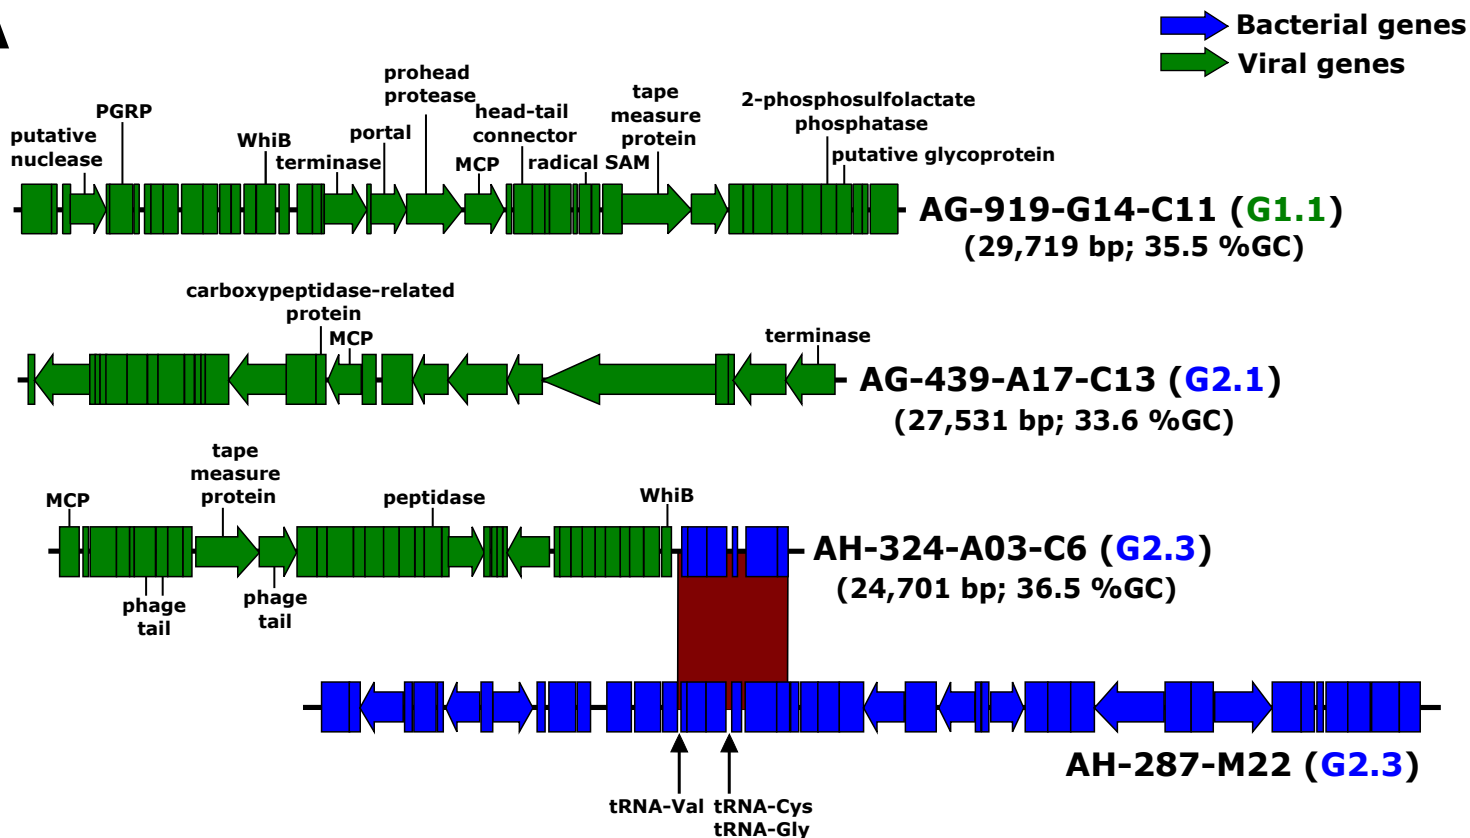 A
Bacterial genes
Viral genes
putative
nuclease
PGRP
WhiB
terminase
portal
prohead
protease
MCP
head-tail
connector
radical SAM
tape
measure
protein
2-phosphosulfolactate
phosphatase
putative glycoprotein
AG-919-G14-C11 (G1.1)
(29,719 bp; 35.5 %GC)
carboxypeptidase-related
protein
MCP
terminase
AG-439-A17-C13 (G2.1)
(27,531 bp; 33.6 %GC)
MCP
tape
measure
protein
peptidase
WhiB
phage
tail
phage
tail
AH-324-A03-C6 (G2.3)
(24,701 bp; 36.5 %GC)
AH-287-M22 (G2.3)
tRNA-Val
tRNA-Cys
tRNA-Gly